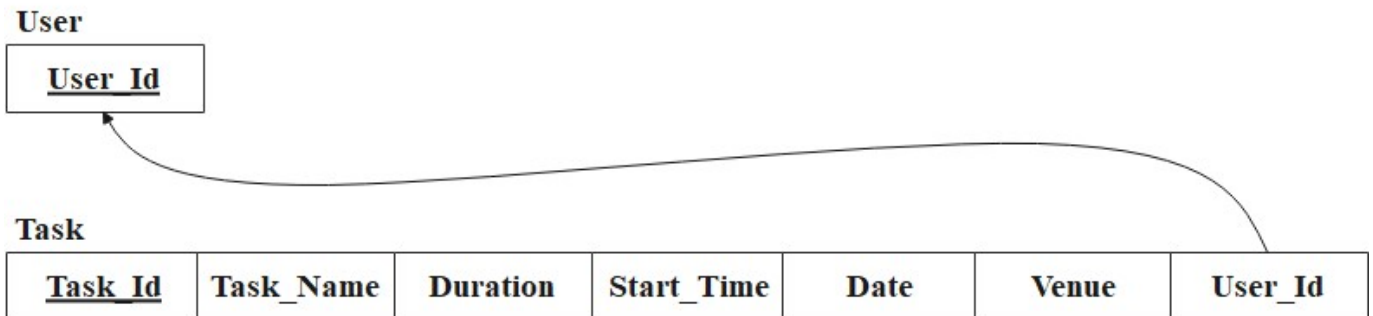 User
User_Id
Task
Task_Id Task_Name Duration Start_Time Date Venue User_Id